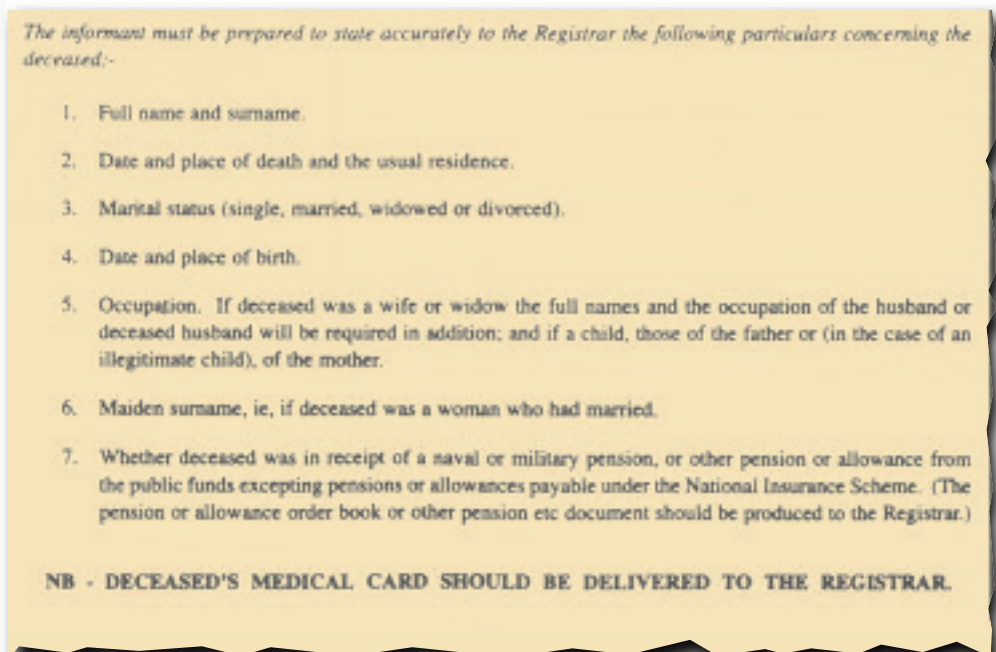 The informant must be prepared to state accurately to the Registrar the following particulars concerning the
deceased:-
1. Full name and surname.
2. Date and place of death and the usual residence.
3. Marital status (single, married, widowed or divorced).
4. Date and place of birth.
5. Occupation. If deceased was a wife or widow the full names and the occupation of the husband or
deceased husband will be required in addition; and if a child, those of the father or (in the case of an
illegitimate child), of the mother.
6. Maiden surname, ie, if deceased was a woman who had married.
7. Whether deceased was in receipt of a naval or military pension, or other pension or allowance from
the public funds excepting pensions or allowances payable under the National Insurance Scheme. (The
pension or allowance order book or other pension etc document should be produced to the Registrar.)
NB - DECEASED'S MEDICAL CARD SHOULD BE DELIVERED TO THE REGISTRAR.